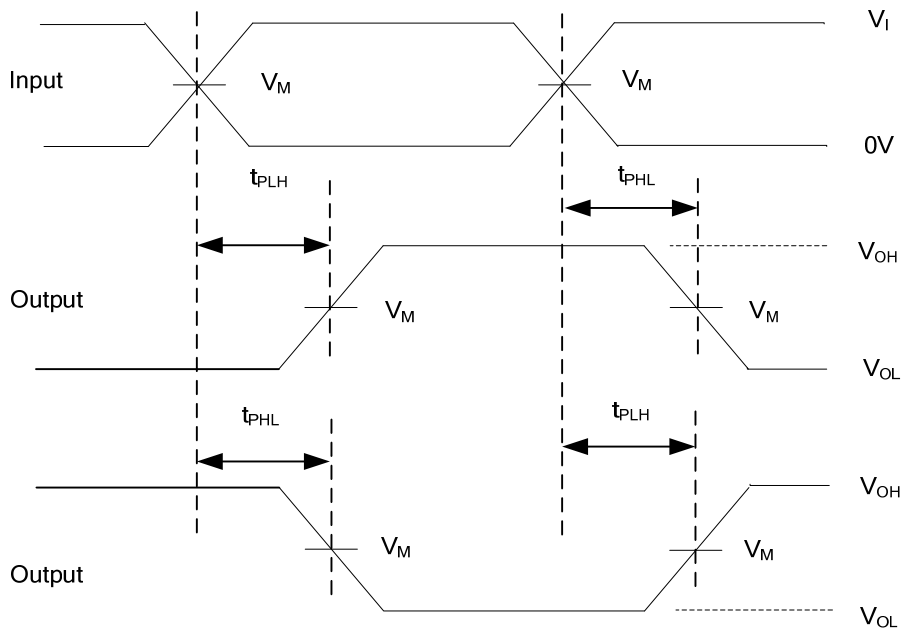 V_I
Input V_M V_M
0V
t_PLH t_PHL
V_OH
Output V_M V_M
V_OL
t_PHL t_PLH
V_OH
V_M V_M
Output
V_OL